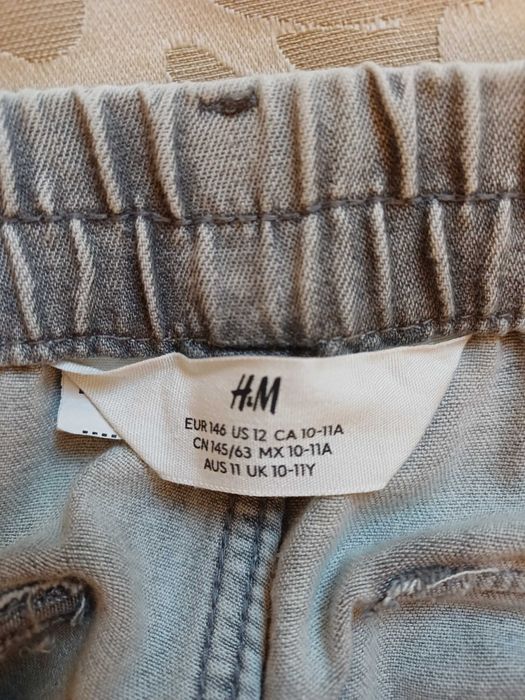 H&M
EUR 146 US 12 CA 10-11A
CN 145/63 MX 10-11A
AUS 11 UK 10-11Y